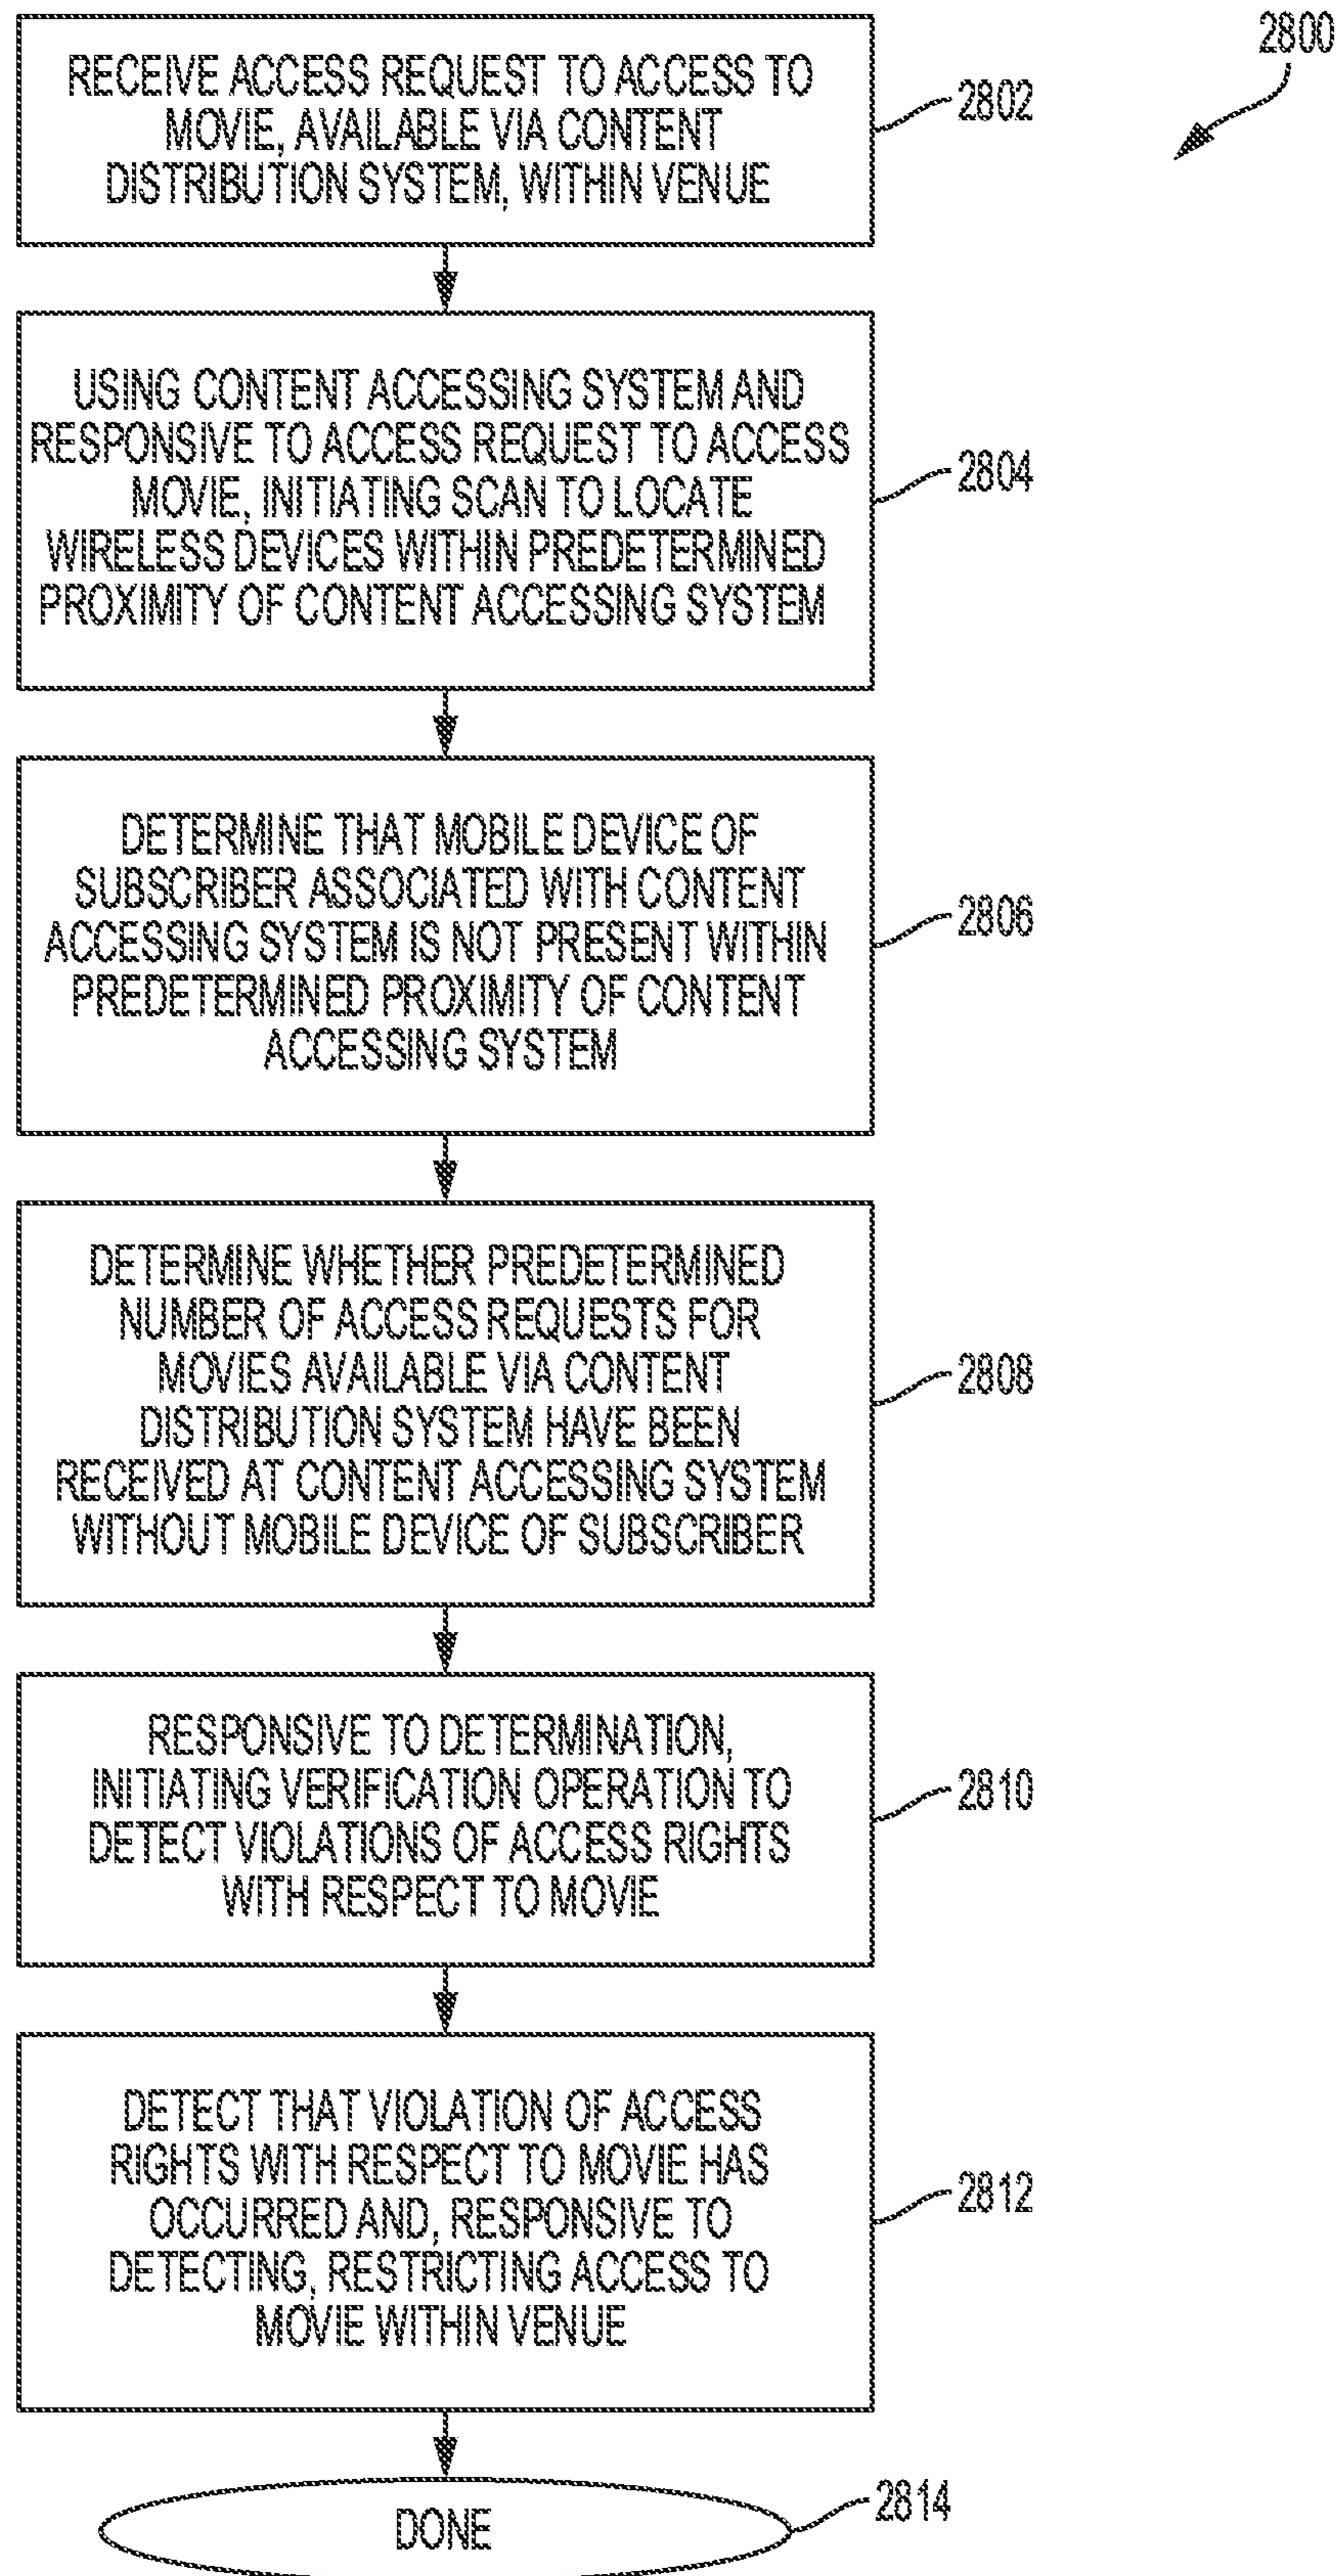 2800
RECEIVE ACCESS REQUEST TO ACCESS TO
MOVIE, AVAILABLE VIA CONTENT
DISTRIBUTION SYSTEM, WITHIN VENUE
2802
USING CONTENT ACCESSING SYSTEM AND
RESPONSIVE TO ACCESS REQUEST TO ACCESS
MOVIE, INITIATING SCAN TO LOCATE
WIRELESS DEVICES WITHIN PREDETERMINED
PROXIMITY OF CONTENT ACCESSING SYSTEM
2804
DETERMINE THAT MOBILE DEVICE OF
SUBSCRIBER ASSOCIATED WITH CONTENT
ACCESSING SYSTEM IS NOT PRESENT WITHIN
PREDETERMINED PROXIMITY OF CONTENT
ACCESSING SYSTEM
2806
DETERMINE WHETHER PREDETERMINED
NUMBER OF ACCESS REQUESTS FOR
MOVIES AVAILABLE VIA CONTENT
DISTRIBUTION SYSTEM HAVE BEEN
RECEIVED AT CONTENT ACCESSING SYSTEM
WITHOUT MOBILE DEVICE OF SUBSCRIBER
2808
RESPONSIVE TO DETERMINATION,
INITIATING VERIFICATION OPERATION TO
DETECT VIOLATIONS OF ACCESS RIGHTS
WITH RESPECT TO MOVIE
2810
DETECT THAT VIOLATION OF ACCESS
RIGHTS WITH RESPECT TO MOVIE HAS
OCCURRED AND, RESPONSIVE TO
DETECTING, RESTRICTING ACCESS TO
MOVIE WITHIN VENUE
2812
DONE
2814